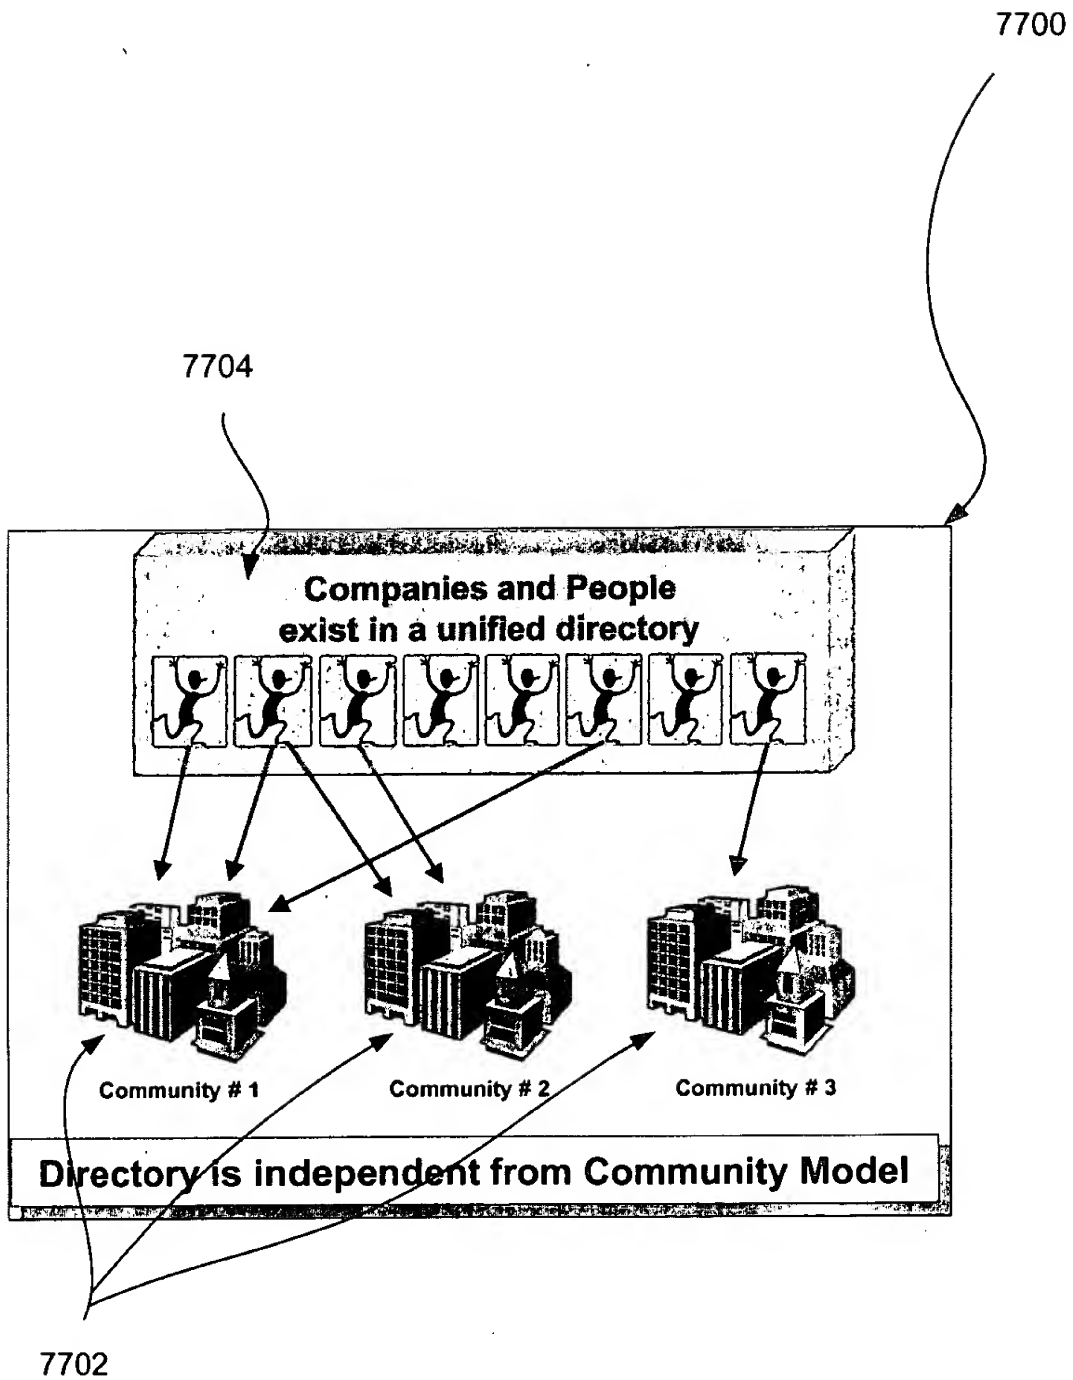 7700
7704
Companies and People
exist in a unified directory
Community # 1
Community # 2
Community # 3
Directory is independent from Community Model
7702